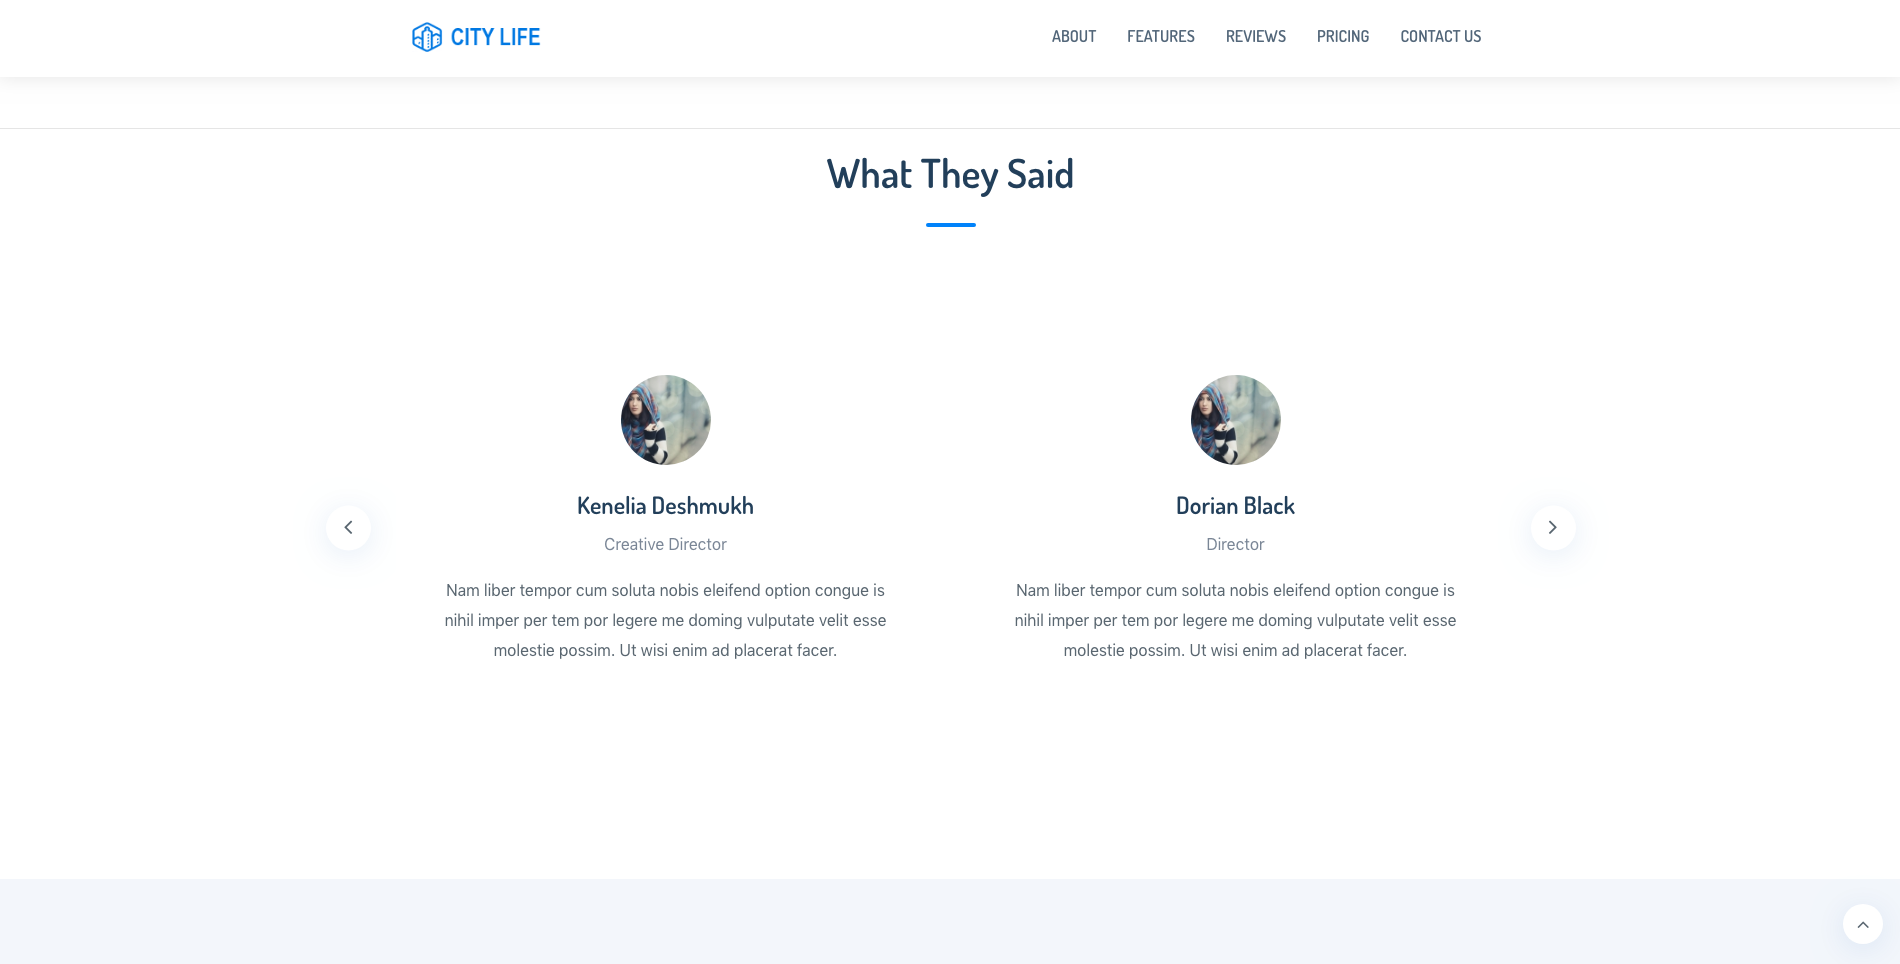 CITY LIFE
ABOUT FEATURES REVIEWS PRICING CONTACT US
What They Said
Kenelia Deshmukh
Creative Director
Nam liber tempor cum soluta nobis eleifend option congue is
nihil imper per tem por legere me doming vulputate velit esse
molestie possim. Ut wisi enim ad placerat facer.
Dorian Black
Director
Nam liber tempor cum soluta nobis eleifend option congue is
nihil imper per tem por legere me doming vulputate velit esse
molestie possim. Ut wisi enim ad placerat facer.